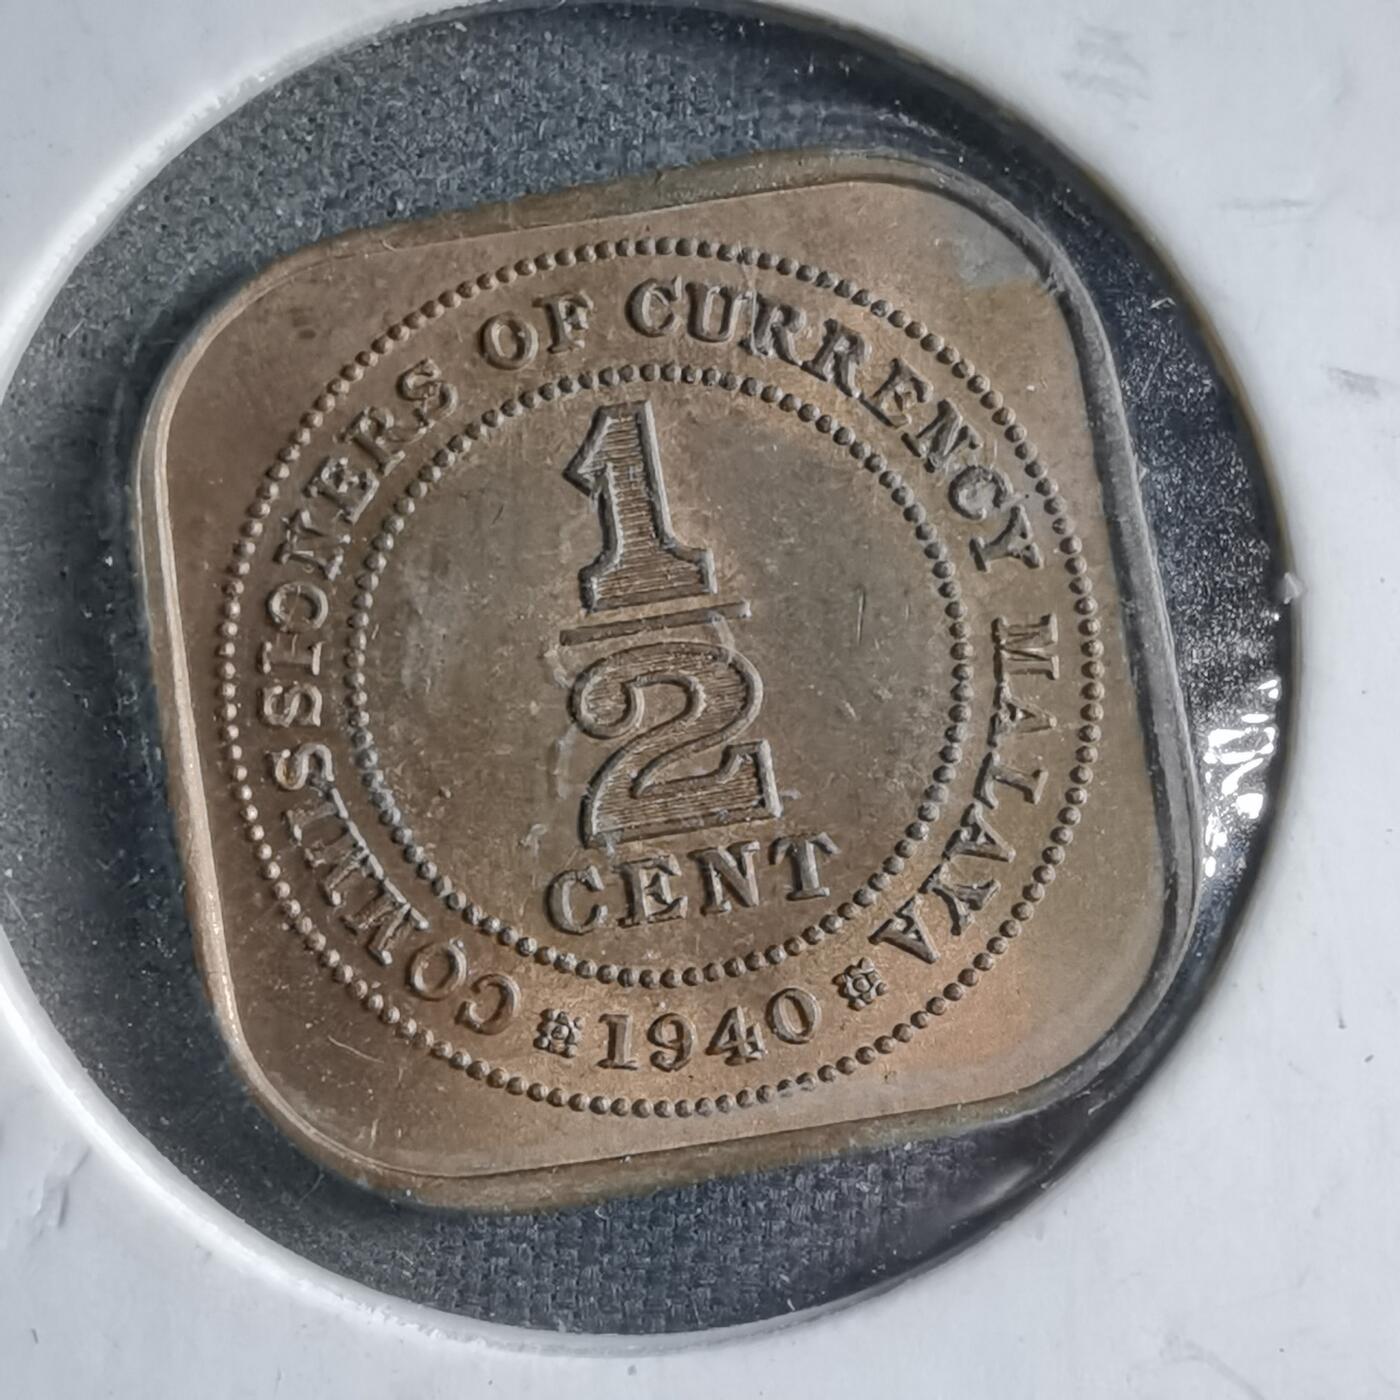 COMMISSIONERS OF CURRENCY MALAYA
1/2
CENT
1940